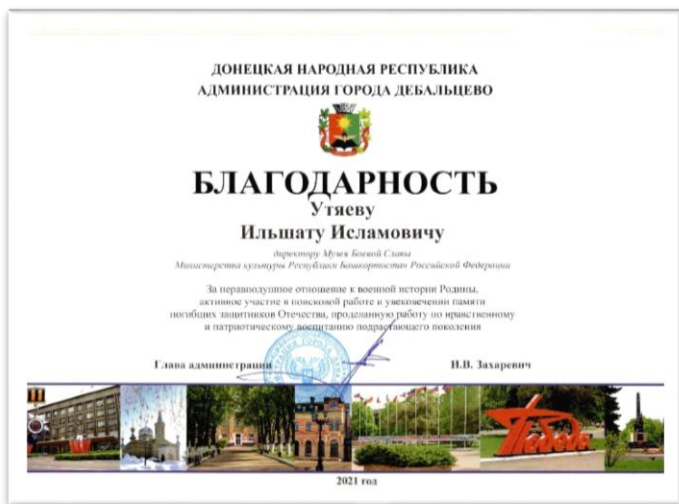 ДОНЕЦКАЯ НАРОДНАЯ РЕСПУБЛИКА
АДМИНИСТРАЦИЯ ГОРОДА ДЕБАЛЬЦЕВО
БЛАГОДАРНОСТЬ
Утяеву
Ильшату Исламовичу
директору Музея Боевой Славы
Министерства культуры Республики Башкортостан Российской Федерации
За неравнодушное отношение к военной истории Родины,
активное участие в поисковой работе и увековечении памяти
погибших защитников Отечества, проделанную работу по нравственному
и патриотическому воспитанию подрастающего поколения
Глава администрации И.В. Захаревич
Победа
2021 год